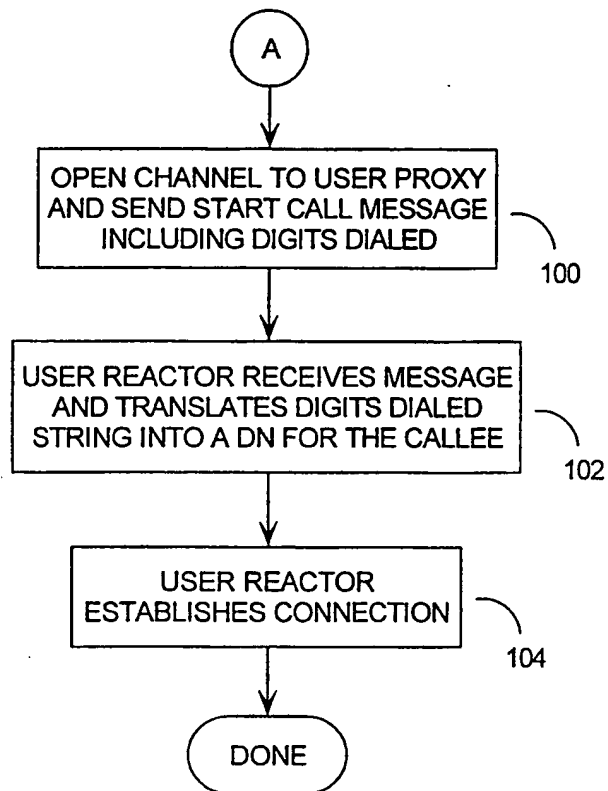 A
OPEN CHANNEL TO USER PROXY
AND SEND START CALL MESSAGE
INCLUDING DIGITS DIALED
100
USER REACTOR RECEIVES MESSAGE
AND TRANSLATES DIGITS DIALED
STRING INTO A DN FOR THE CALLEE
102
USER REACTOR
ESTABLISHES CONNECTION
104
DONE